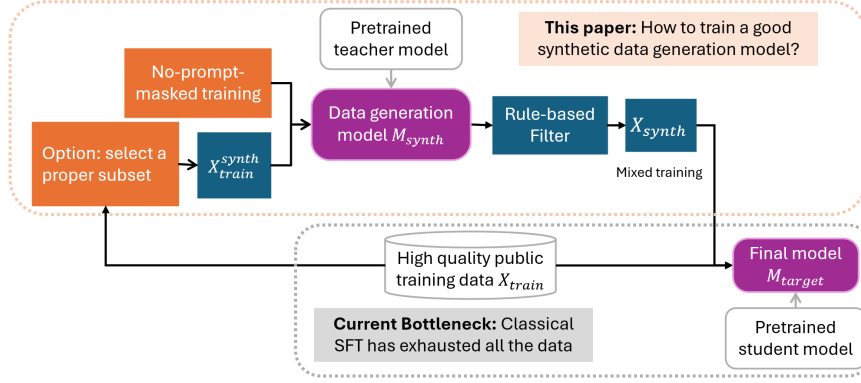 Pretrained
teacher model
This paper: How to train a good
synthetic data generation model?
No-prompt-
masked training
Data generation
model M_synth
Rule-based
Filter
X_synth
Option: select a
proper subset
X_train^synth
Mixed training
High quality public
training data X_train
Final model
M_target
Current Bottleneck: Classical
SFT has exhausted all the data
Pretrained
student model